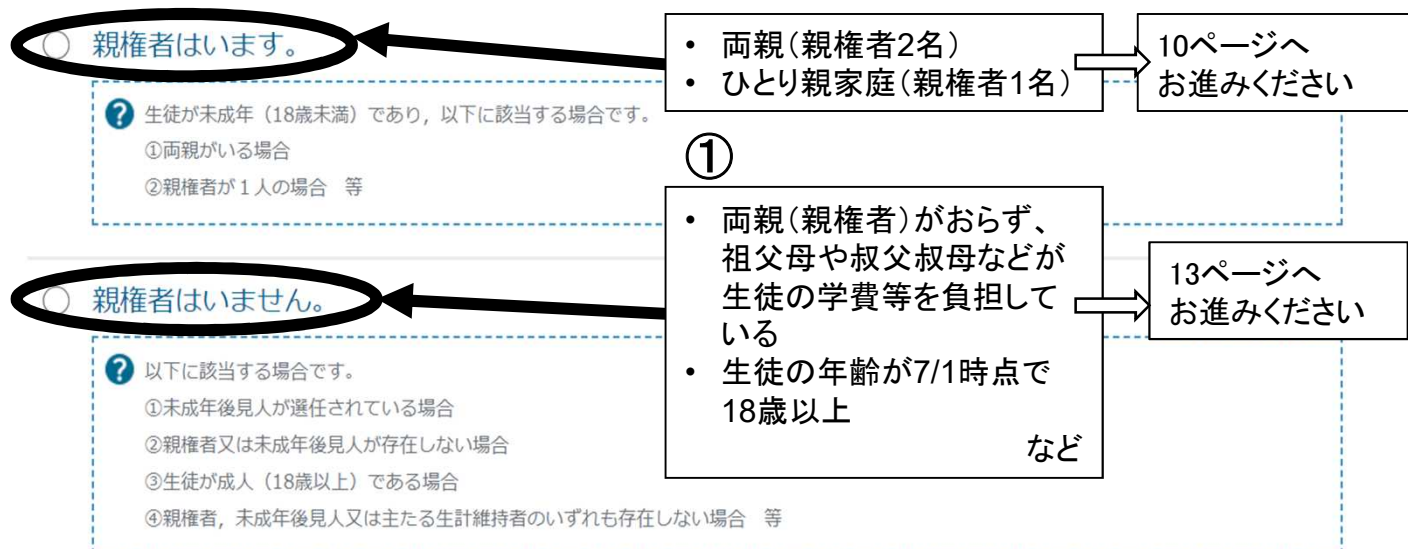 親権者はいます。
• 両親(親権者2名)
• ひとり親家庭(親権者1名)
10ページへ
お進みください
? 生徒が未成年（18歳未満）であり，以下に該当する場合です。
①両親がいる場合
②親権者が１人の場合　等
①
• 両親(親権者)がおらず、
祖父母や叔父叔母などが
生徒の学費等を負担して
いる
• 生徒の年齢が7/1時点で
18歳以上
など
13ページへ
お進みください
親権者はいません。
? 以下に該当する場合です。
①未成年後見人が選任されている場合
②親権者又は未成年後見人が存在しない場合
③生徒が成人（18歳以上）である場合
④親権者，未成年後見人又は主たる生計維持者のいずれも存在しない場合　等